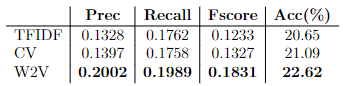 Prec Recall Fscore Acc(%)
TFIDF 0.1328 0.1762 0.1233 20.65
CV 0.1397 0.1758 0.1327 21.09
W2V 0.2002 0.1989 0.1831 22.62